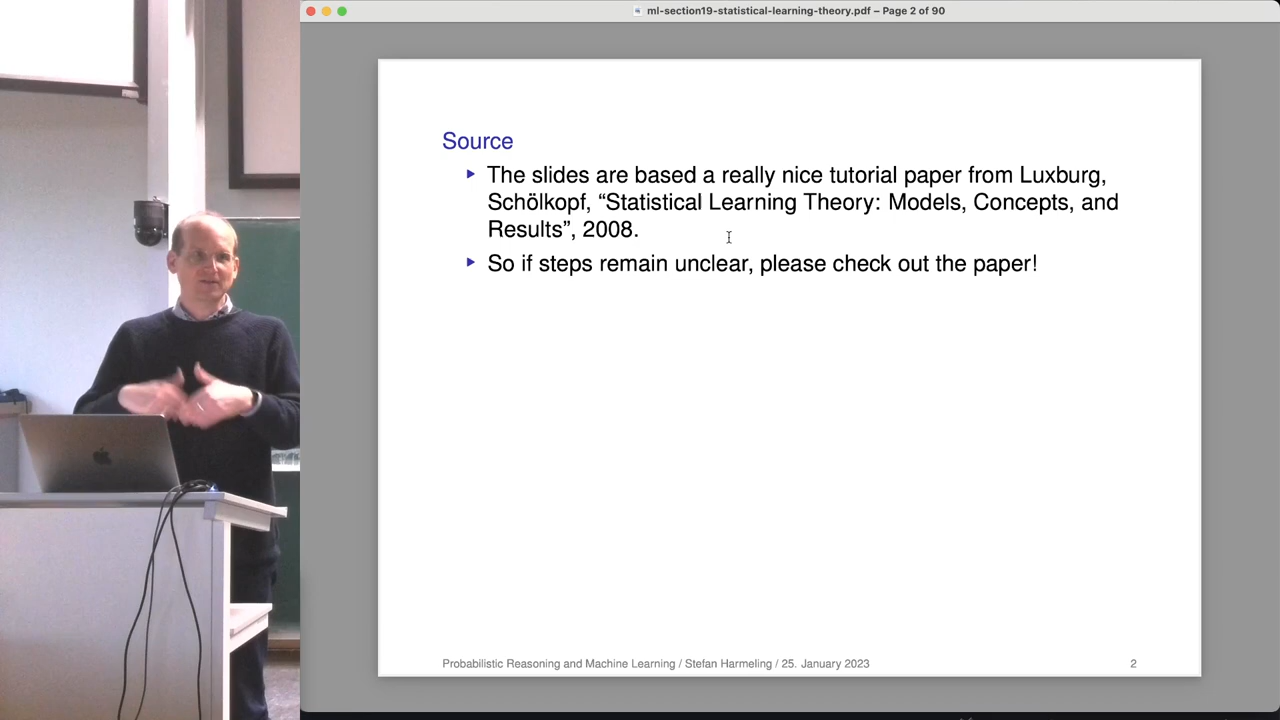 ml-section19-statistical-learning-theory.pdf – Page 2 of 90
Source
The slides are based a really nice tutorial paper from Luxburg,
Schölkopf, “Statistical Learning Theory: Models, Concepts, and
Results”, 2008.
So if steps remain unclear, please check out the paper!
Probabilistic Reasoning and Machine Learning / Stefan Harmeling / 25. January 2023
2